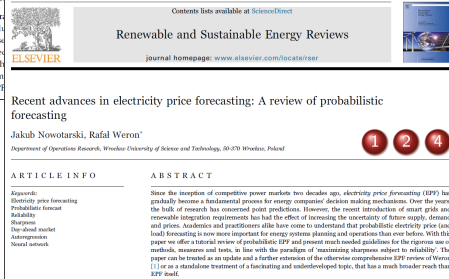 Contents lists available at ScienceDirect
Renewable and Sustainable Energy Reviews
journal homepage: www.elsevier.com/locate/rser
ELSEVIER
Recent advances in electricity price forecasting: A review of probabilistic
forecasting
Jakub Nowotarski, Rafał Weron*
Department of Operations Research, Wrocław University of Science and Technology, 50-370 Wrocław, Poland
1 2 4
ARTICLE INFO
Keywords:
Electricity price forecasting
Probabilistic forecast
Reliability
Sharpness
Day-ahead market
Autoregression
Neural network
ABSTRACT
Since the inception of competitive power markets two decades ago, electricity price forecasting (EPF) has
gradually become a fundamental process for energy companies' decision making mechanisms. Over the years
the bulk of research has concerned point predictions. However, the recent introduction of smart grids and
renewable integration requirements has had the effect of increasing the uncertainty of future supply, demand
and prices. Academics and practitioners alike have come to understand that probabilistic electricity price (and
load) forecasting is now more important for energy systems planning and operations than ever before. With this
paper we offer a tutorial review of probabilistic EPF and present much needed guidelines for the rigorous use of
methods, measures and tests, in line with the paradigm of 'maximizing sharpness subject to reliability'. The
paper can be treated as an update and a further extension of the otherwise comprehensive EPF review of Weron
[1] or as a standalone treatment of a fascinating and underdeveloped topic, that has a much broader reach than
EPF itself.